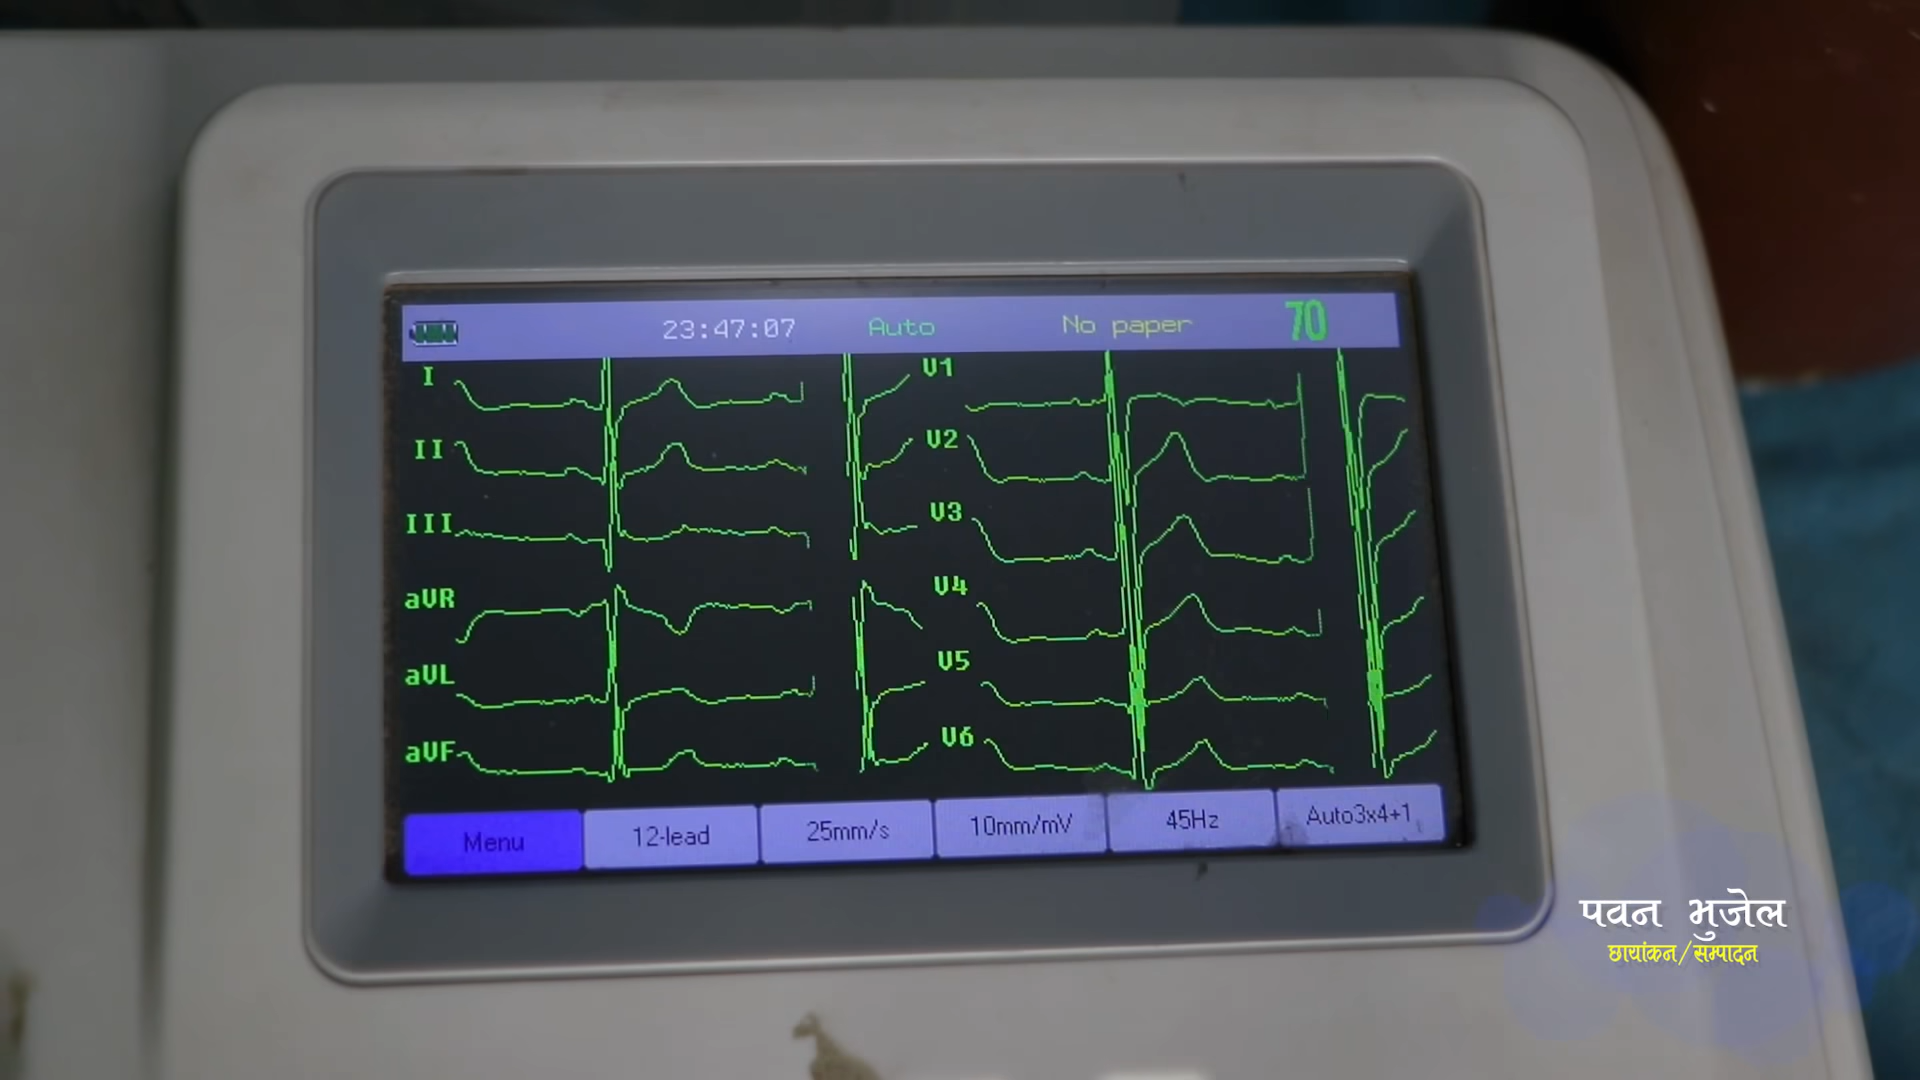 23:47:07 Auto No paper 70
I
II
III
aVR
aVL
aVF
V1
V2
V3
V4
V5
V6
Menu 12-lead 25mm/s 10mm/mV 45Hz Auto3x4+1
पवन भुजेल
छायांकन/सम्पादन